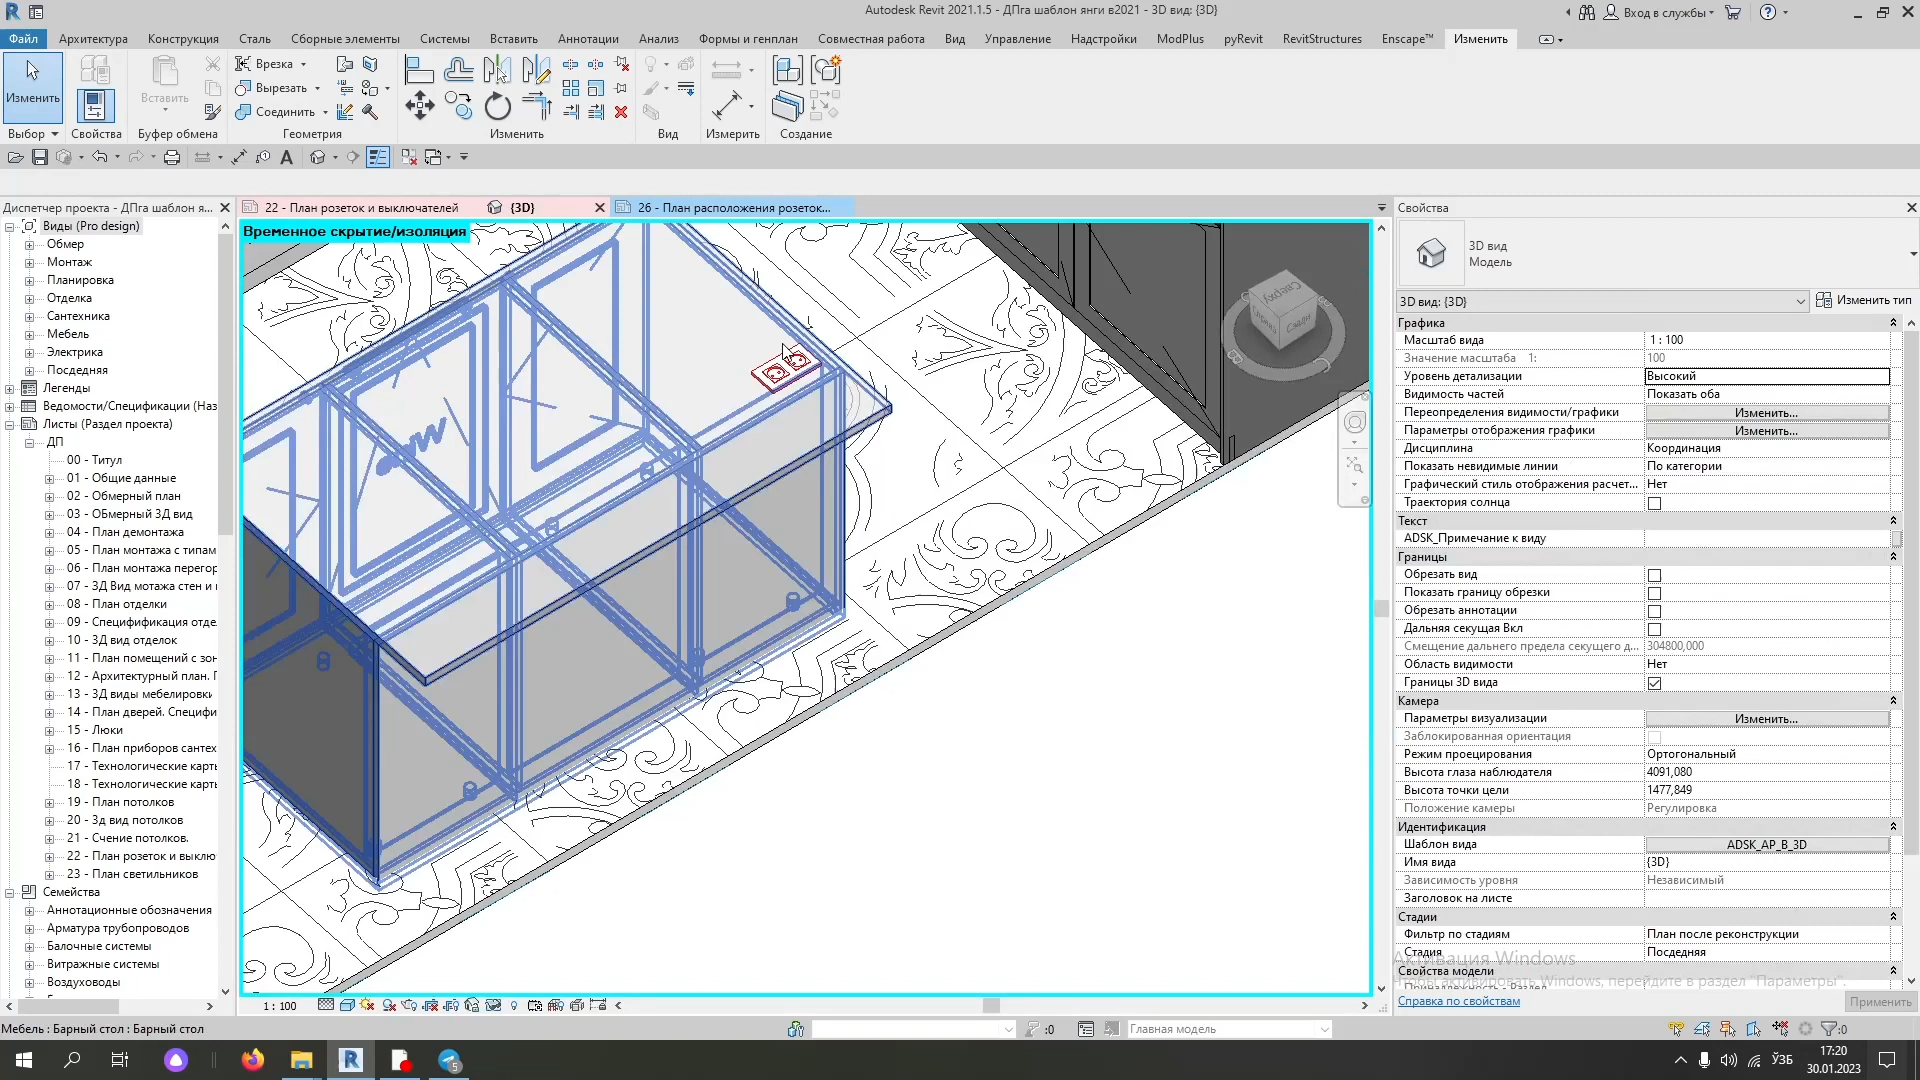 Autodesk Revit 2021.1.5 - ДПга шаблон янги в2021 - 3D вид: {3D}
Вход в службы
Файл Архитектура Конструкция Сталь Сборные элементы Системы Вставить Аннотации Анализ Формы и генплан Совместная работа Вид Управление Надстройки ModPlus pyRevit RevitStructures Enscape™ Изменить
Изменить
Вставить
Врезка
Вырезать
Соединить
Выбор Свойства Буфер обмена Геометрия Изменить Вид Измерить Создание
Диспетчер проекта - ДПга шаблон я...
22 - План розеток и выключателей
{3D}
26 - План расположения розеток...
Временное скрытие/изоляция
Виды (Pro design)
Обмер
Монтаж
Планировка
Отделка
Сантехника
Мебель
Электрика
Посдедняя
Легенды
Ведомости/Спецификации (Наз
Листы (Раздел проекта)
ДП
00 - Титул
01 - Общие данные
02 - Обмерный план
03 - ОБмерный 3Д вид
04 - План демонтажа
05 - План монтажа с типам
06 - План монтажа перегор
07 - 3Д Вид мотажа стен и
08 - План отделки
09 - Спецификация отде.
10 - 3Д вид отделок
11 - План помещений с зон
12 - Архитектурный план.
13 - 3Д виды мебелировки
14 - План дверей. Специфи
15 - Люки
16 - План приборов сантех
17 - Технологические карты
18 - Технологические карты
19 - План потолков
20 - 3д вид потолков
21 - Счение потолков.
22 - План розеток и выклю
23 - План светильников
Семейства
Аннотационные обозначения
Арматура трубопроводов
Балочные системы
Витражные системы
Воздуховоды
Свойства
3D вид
Модель
3D вид: {3D}
Изменить тип
Графика
Масштаб вида 1 : 100
Значение масштаба 1: 100
Уровень детализации Высокий
Видимость частей Показать оба
Переопределения видимости/графики Изменить...
Параметры отображения графики Изменить...
Дисциплина Координация
Показать невидимые линии По категории
Графический стиль отображения расчет... Нет
Траектория солнца
Текст
ADSK_Примечание к виду
Границы
Обрезать вид
Показать границу обрезки
Обрезать аннотации
Дальняя секущая Вкл
Смещение дальнего предела секущего д... 304800,000
Область видимости Нет
Границы 3D вида
Камера
Параметры визуализации Изменить...
Заблокированная ориентация
Режим проецирования Ортогональный
Высота глаза наблюдателя 4091,080
Высота точки цели 1477,849
Положение камеры Регулировка
Идентификация
Шаблон вида ADSK_АР_В_3D
Имя вида {3D}
Зависимость уровня Независимый
Заголовок на листе
Стадии
Фильтр по стадиям План после реконструкции
Стадия Посдедняя
Активация Windows
Свойства модели
Чтобы активировать Windows, перейдите в раздел "Параметры".
Справка по свойствам
Применить
1 : 100
Мебель : Барный стол : Барный стол
:0
Главная модель
:0
5
ЎЗБ
17:20
30.01.2023